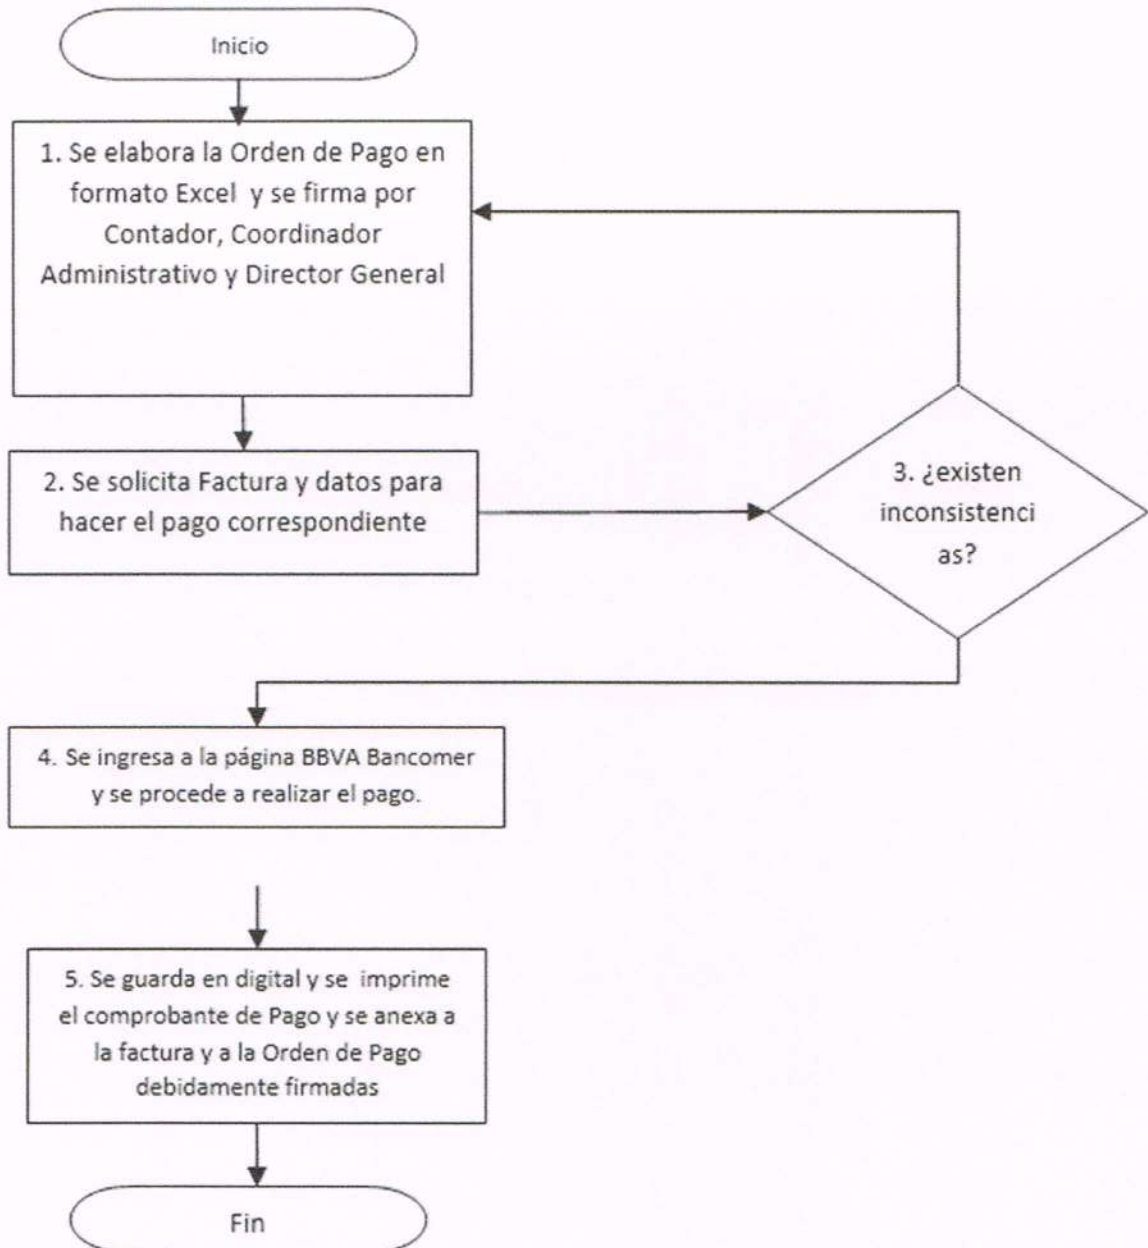 Inicio
1. Se elabora la Orden de Pago en
formato Excel y se firma por
Contador, Coordinador
Administrativo y Director General
2. Se solicita Factura y datos para
hacer el pago correspondiente
3. ¿existen
inconsistenci
as?
4. Se ingresa a la página BBVA Bancomer
y se procede a realizar el pago.
5. Se guarda en digital y se imprime
el comprobante de Pago y se anexa a
la factura y a la Orden de Pago
debidamente firmadas
Fin